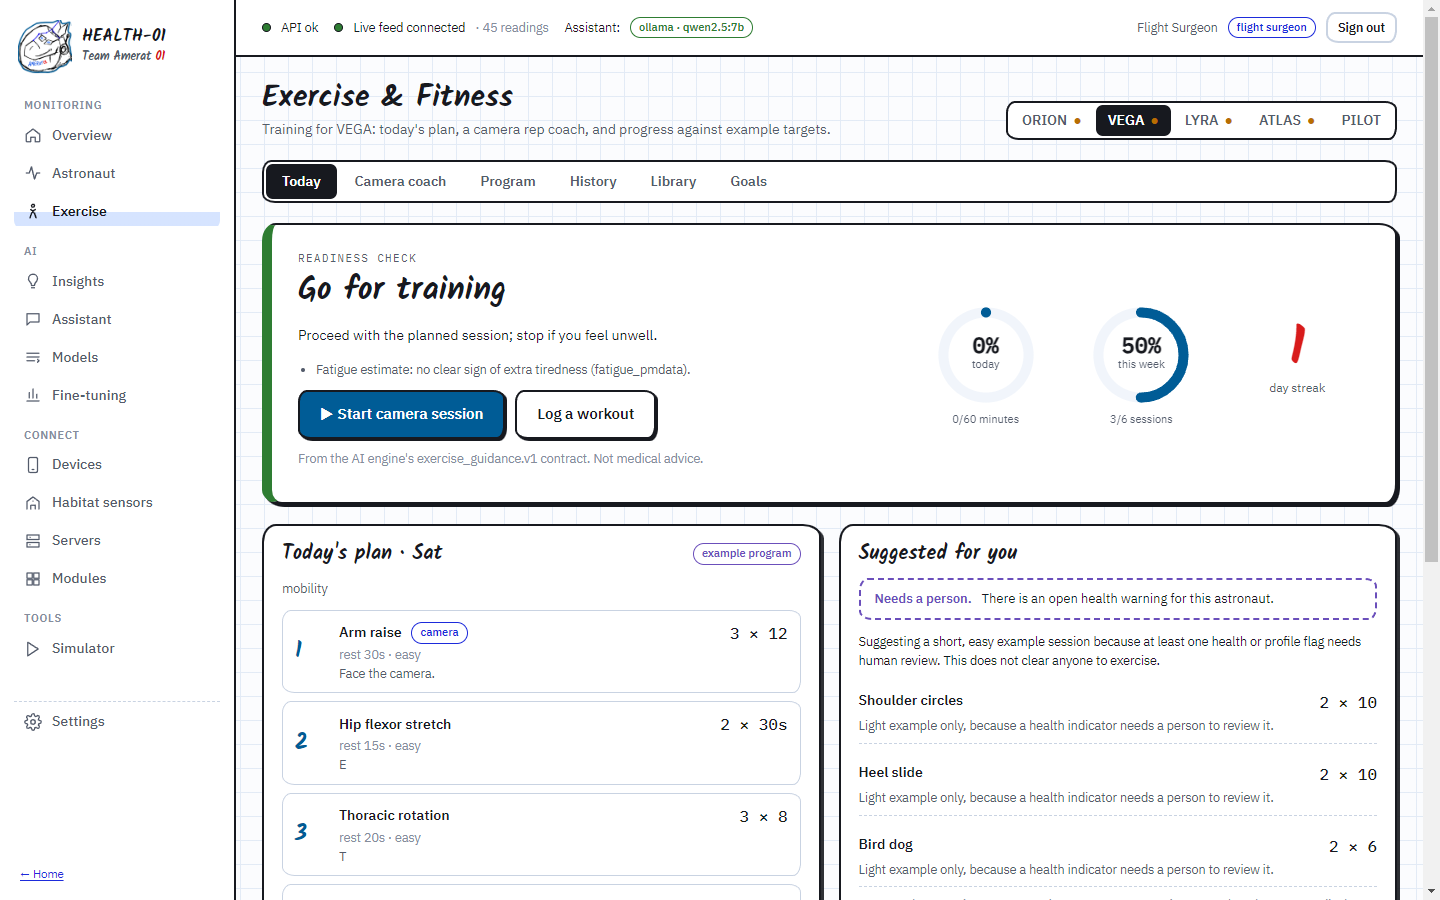 HEALTH-01
Team Amerat 01
MONITORING
Overview
Astronaut
Exercise
AI
Insights
Assistant
Models
Fine-tuning
CONNECT
Devices
Habitat sensors
Servers
Modules
TOOLS
Simulator
Settings
← Home
API ok Live feed connected · 45 readings Assistant: ollama · qwen2.5:7b
Flight Surgeon flight surgeon Sign out
Exercise & Fitness
Training for VEGA: today's plan, a camera rep coach, and progress against example targets.
ORION VEGA LYRA ATLAS PILOT
Today Camera coach Program History Library Goals
READINESS CHECK
Go for training
Proceed with the planned session; stop if you feel unwell.
• Fatigue estimate: no clear sign of extra tiredness (fatigue_pmdata).
▶ Start camera session Log a workout
From the AI engine's exercise_guidance.v1 contract. Not medical advice.
0%
today
0/60 minutes
50%
this week
3/6 sessions
1
day streak
Today's plan · Sat example program
mobility
1 Arm raise camera 3 × 12
rest 30s · easy
Face the camera.
2 Hip flexor stretch 2 × 30s
rest 15s · easy
E
3 Thoracic rotation 3 × 8
rest 20s · easy
T
Suggested for you
Needs a person. There is an open health warning for this astronaut.
Suggesting a short, easy example session because at least one health or profile flag needs
human review. This does not clear anyone to exercise.
Shoulder circles 2 × 10
Light example only, because a health indicator needs a person to review it.
Heel slide 2 × 10
Light example only, because a health indicator needs a person to review it.
Bird dog 2 × 6
Light example only, because a health indicator needs a person to review it.